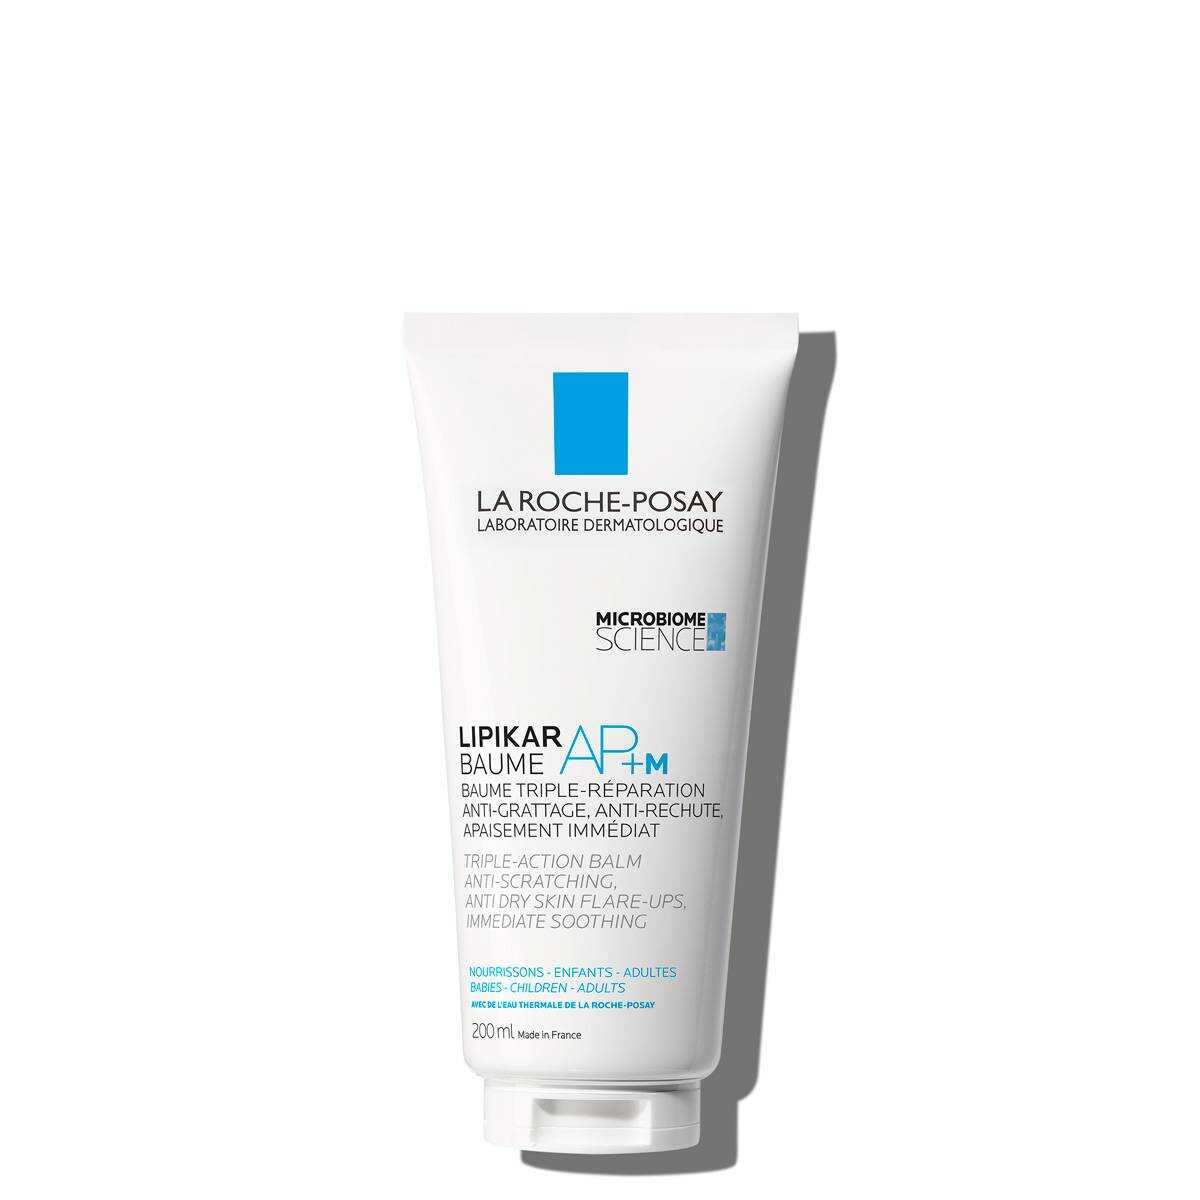 LA ROCHE-POSAY
LABORATOIRE DERMATOLOGIQUE
MICROBIOME
SCIENCE
LIPIKAR
BAUME AP+M
BAUME TRIPLE-RÉPARATION
ANTI-GRATTAGE, ANTI-RECHUTE,
APAISEMENT IMMÉDIAT
TRIPLE-ACTION BALM
ANTI-SCRATCHING,
ANTI DRY SKIN FLARE-UPS,
IMMEDIATE SOOTHING
NOURRISSONS - ENFANTS - ADULTES
BABIES - CHILDREN - ADULTS
AVEC DE L'EAU THERMALE DE LA ROCHE-POSAY
200 ml Made in France